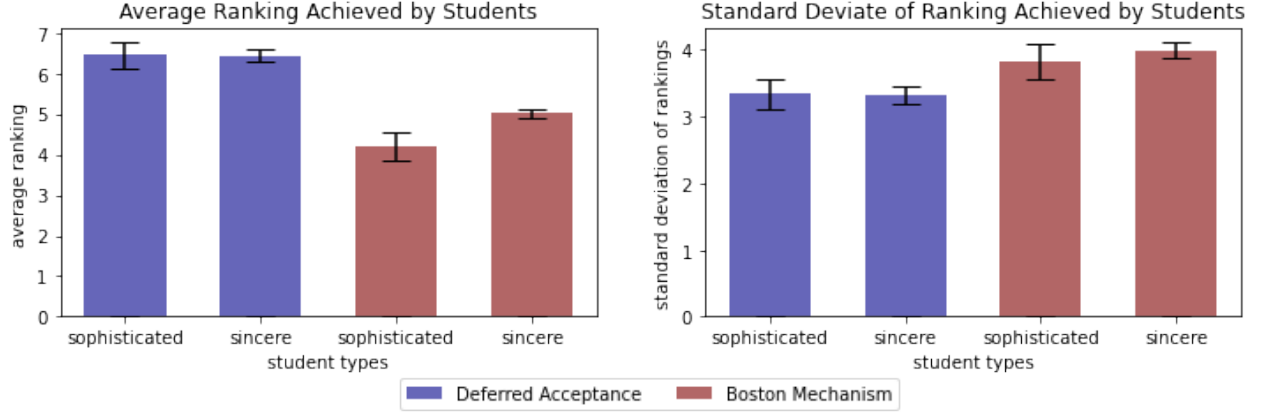 Average Ranking Achieved by Students
7
6
5
4
3
2
1
0
average ranking
sophisticated sincere sophisticated sincere
student types
Standard Deviate of Ranking Achieved by Students
4
3
2
1
0
standard deviation of rankings
sophisticated sincere sophisticated sincere
student types
Deferred Acceptance Boston Mechanism